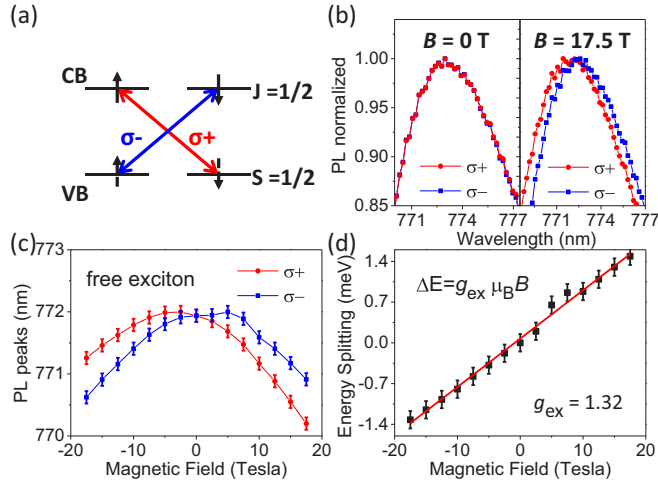 (a)
CB
J =1/2
σ-
σ+
VB
S =1/2
(b)
B = 0 T
B = 17.5 T
PL normalized
1.00
0.95
0.90
0.85
σ+
σ−
σ+
σ−
771
774
777
771
774
777
Wavelength (nm)
(c)
free exciton
σ+
σ−
PL peaks (nm)
773
772
771
770
-20
-10
0
10
20
Magnetic Field (Tesla)
(d)
ΔE=gex μBB
gex = 1.32
Energy Splitting (meV)
1.4
0.7
0.0
-0.7
-1.4
-20
-10
0
10
20
Magnetic Field (Tesla)